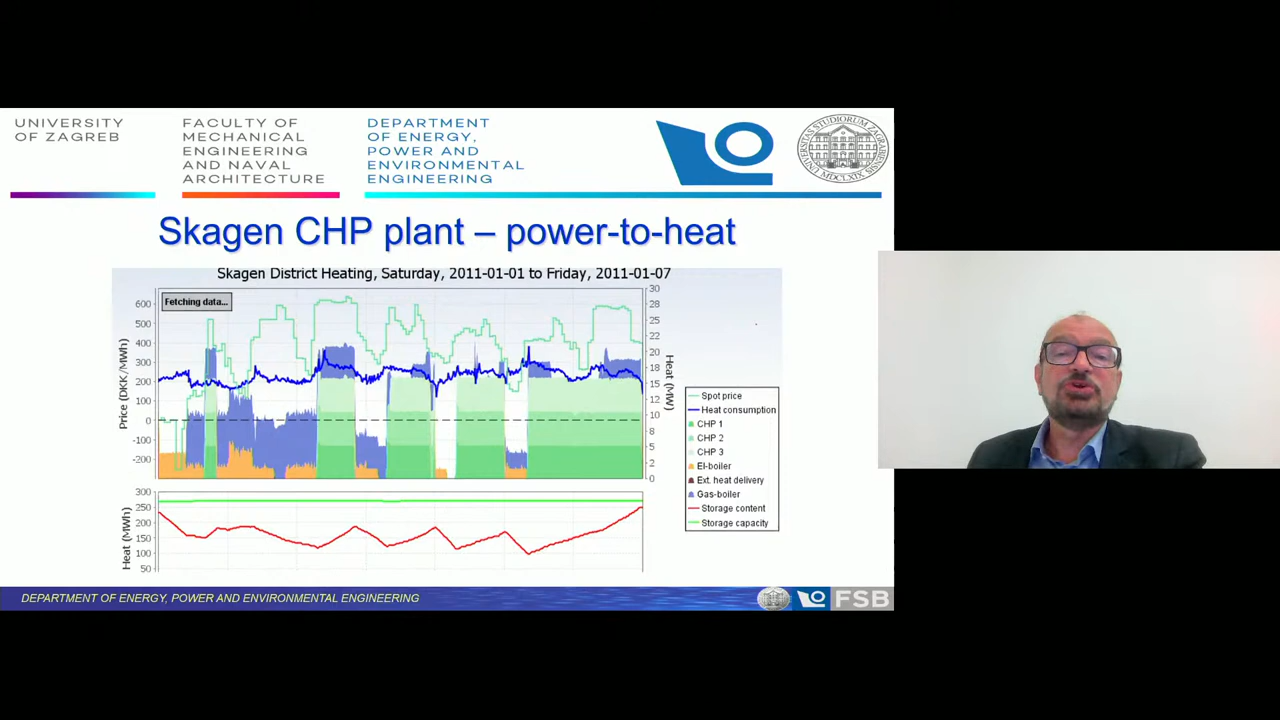 UNIVERSITY
OF ZAGREB
FACULTY OF
MECHANICAL
ENGINEERING
AND NAVAL
ARCHITECTURE
DEPARTMENT
OF ENERGY,
POWER AND
ENVIRONMENTAL
ENGINEERING
Skagen CHP plant – power-to-heat
Skagen District Heating, Saturday, 2011-01-01 to Friday, 2011-01-07
Fetching data...
Price (DKK/MWh)
600
500
400
300
200
100
0
-100
-200
30
28
25
22
20
18
15
12
10
8
5
2
0
Heat (MW)
Spot price
Heat consumption
CHP 1
CHP 2
CHP 3
El-boiler
Ext. heat delivery
Gas-boiler
Storage content
Storage capacity
Heat (MWh)
300
250
200
150
100
50
DEPARTMENT OF ENERGY, POWER AND ENVIRONMENTAL ENGINEERING
FSB